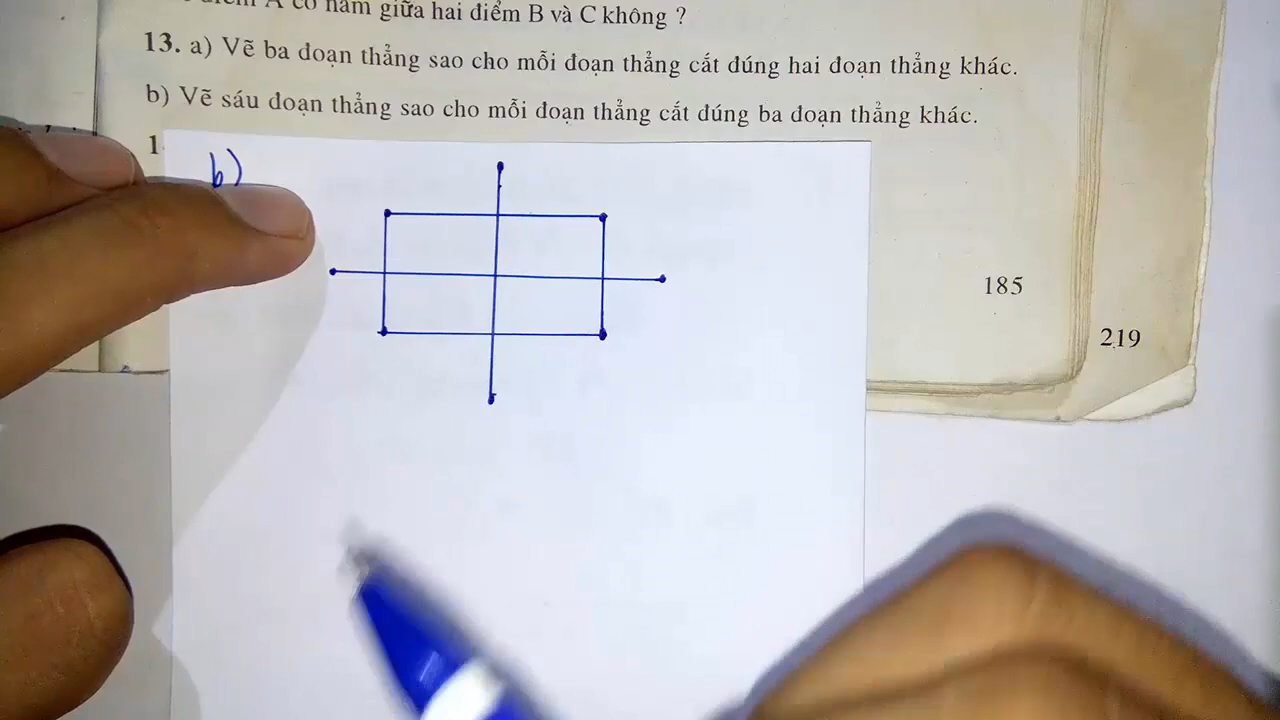 A có nằm giữa hai điểm B và C không ?
13. a) Vẽ ba đoạn thẳng sao cho mỗi đoạn thẳng cắt đúng hai đoạn thẳng khác.
b) Vẽ sáu đoạn thẳng sao cho mỗi đoạn thẳng cắt đúng ba đoạn thẳng khác.
1
b)
185
219